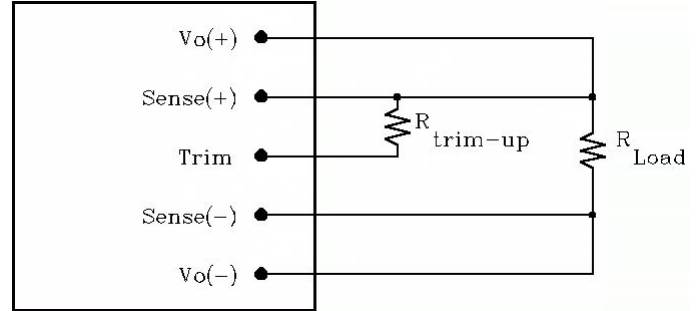 Vo(+)
Sense(+)
R trim-up
Trim
R Load
Sense(-)
Vo(-)